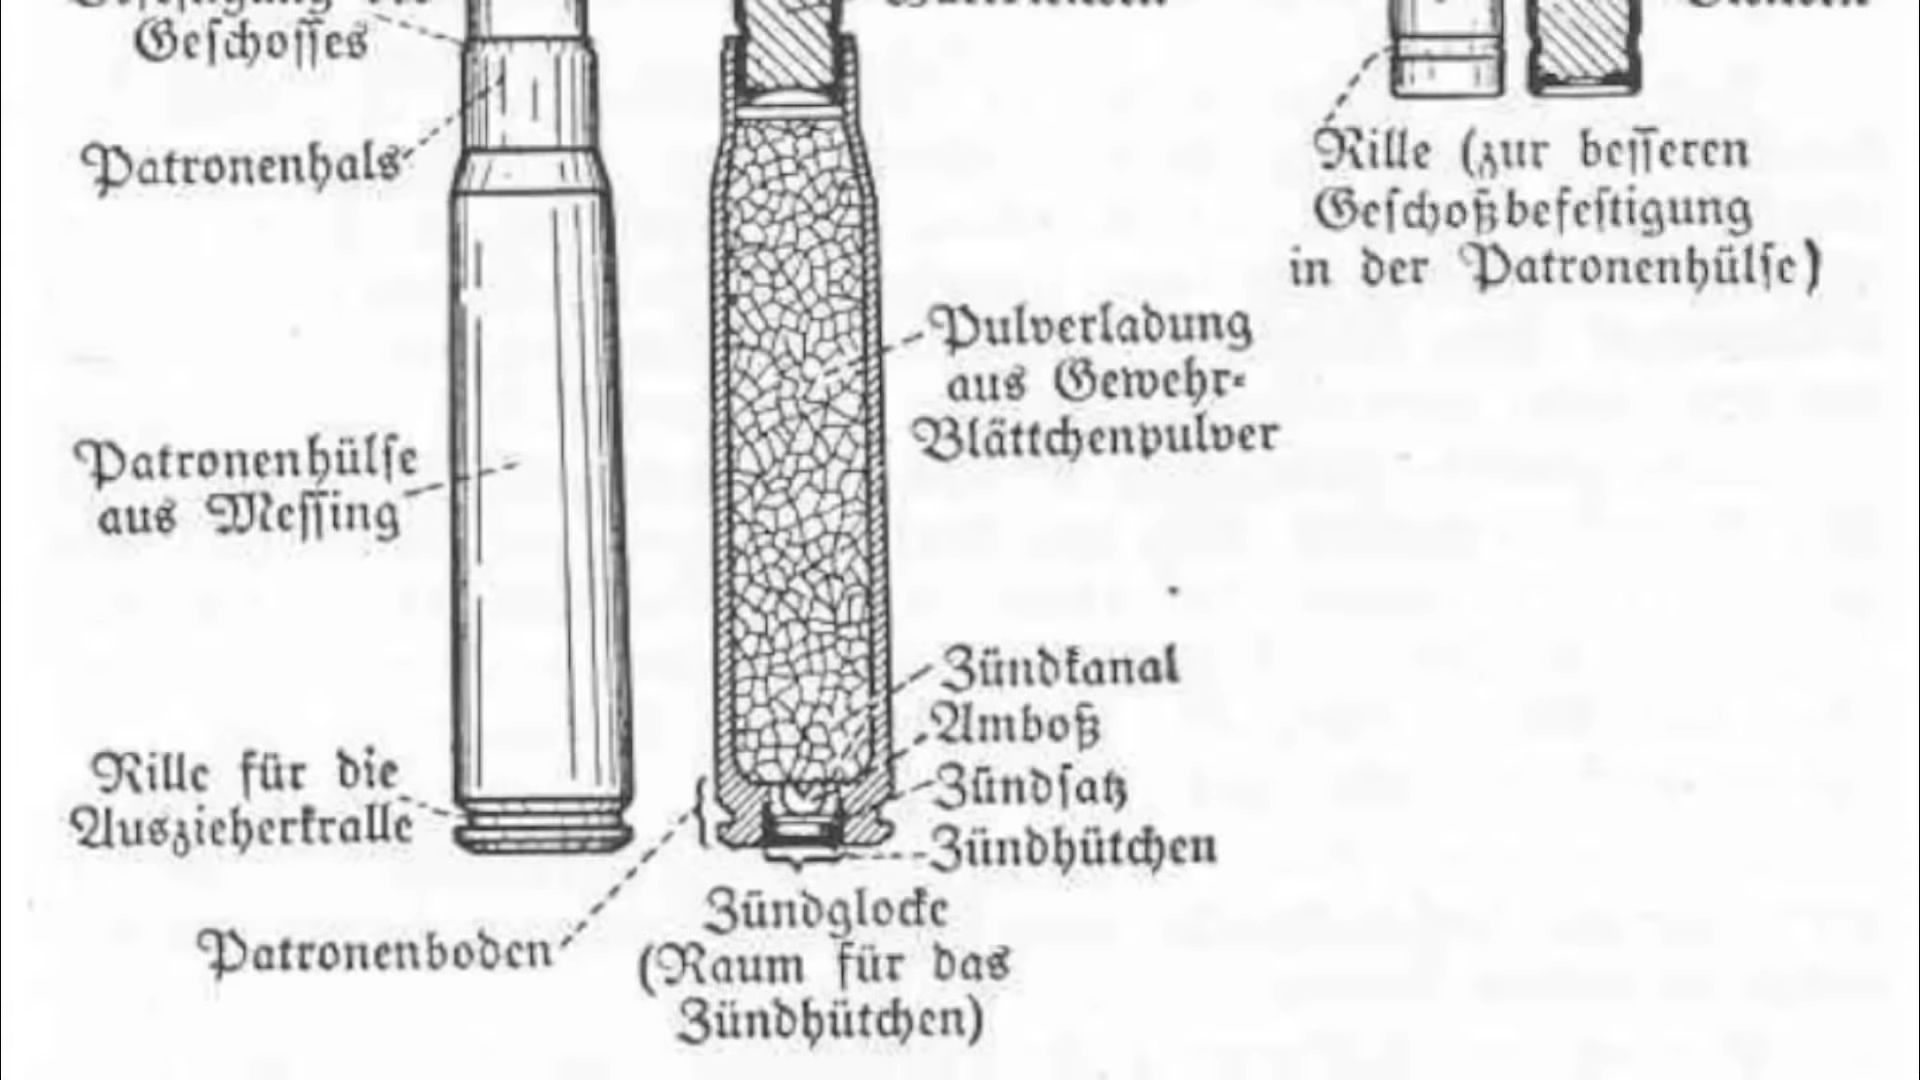 Geschosses
Patronenhals
Patronenhülse
aus Messing
Rille für die
Auszieherkralle
Patronenboden
Pulverladung
aus Gewehr-
Blättchenpulver
Zündkanal
Amboß
Zündsatz
Zündhütchen
Zündglocke
(Raum für das
Zündhütchen)
Rille (zur besseren
Geschoßbefestigung
in der Patronenhülse)